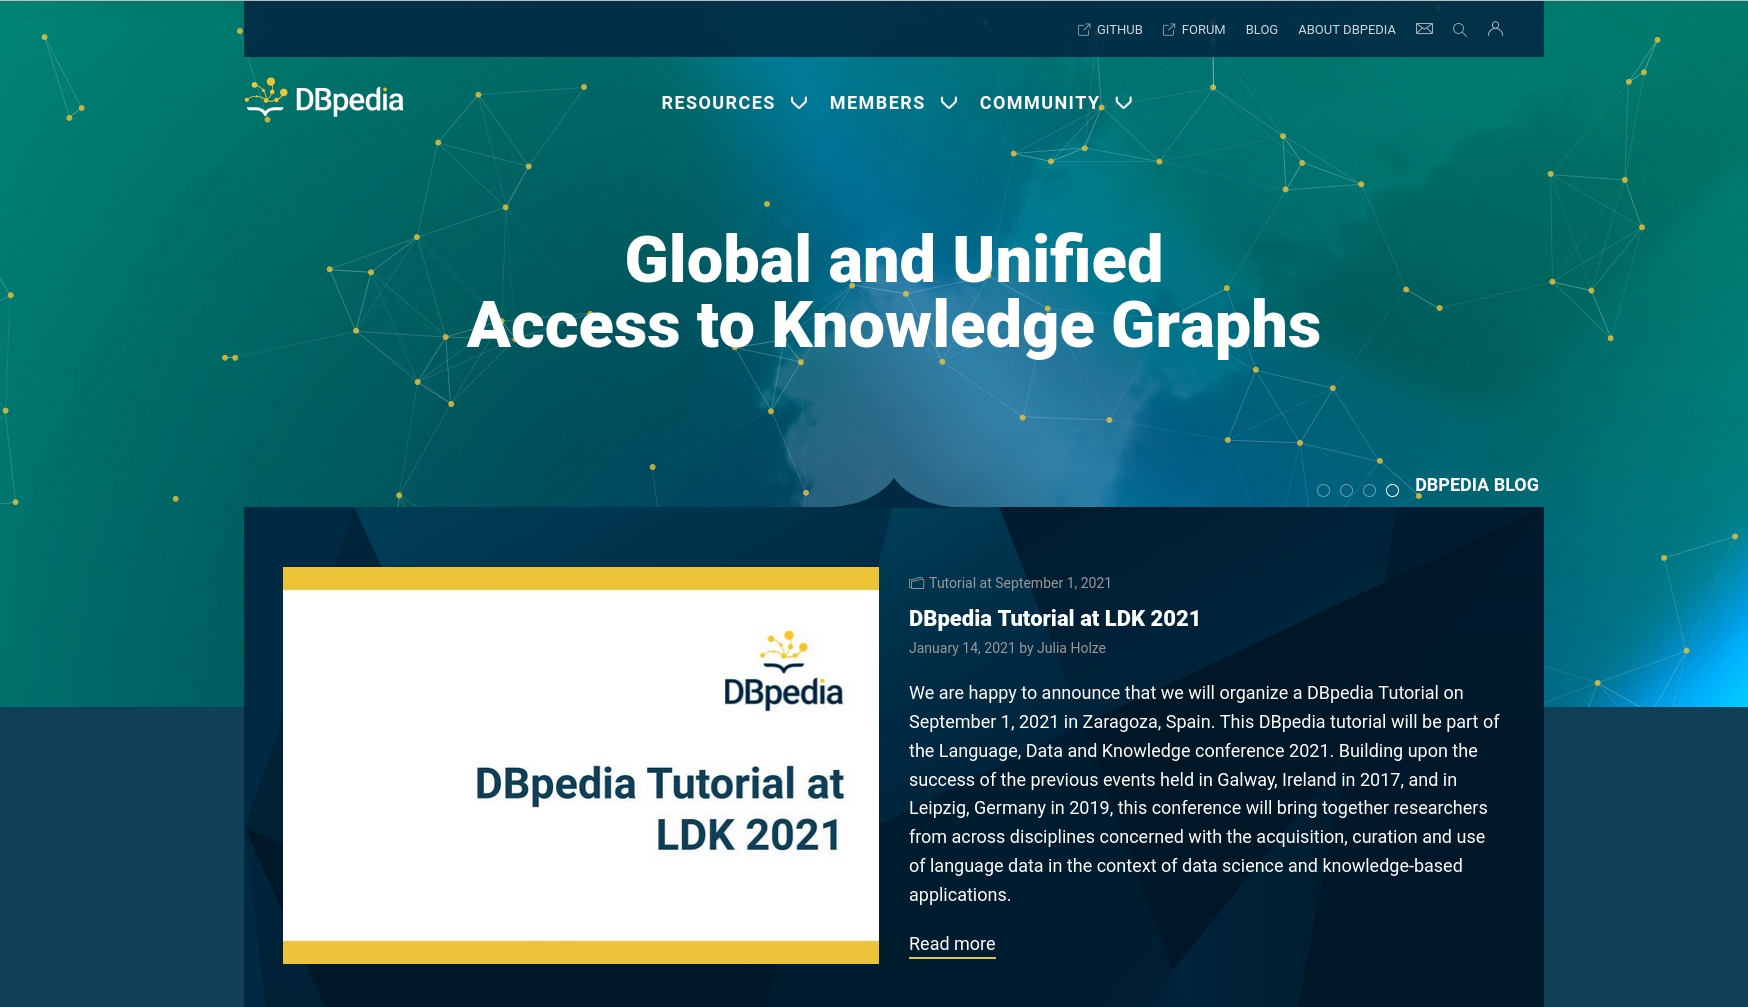 GITHUB FORUM BLOG ABOUT DBPEDIA
DBpedia
RESOURCES MEMBERS COMMUNITY
Global and Unified
Access to Knowledge Graphs
DBPEDIA BLOG
DBpedia
DBpedia Tutorial at
LDK 2021
Tutorial at September 1, 2021
DBpedia Tutorial at LDK 2021
January 14, 2021 by Julia Holze
We are happy to announce that we will organize a DBpedia Tutorial on
September 1, 2021 in Zaragoza, Spain. This DBpedia tutorial will be part of
the Language, Data and Knowledge conference 2021. Building upon the
success of the previous events held in Galway, Ireland in 2017, and in
Leipzig, Germany in 2019, this conference will bring together researchers
from across disciplines concerned with the acquisition, curation and use
of language data in the context of data science and knowledge-based
applications.
Read more